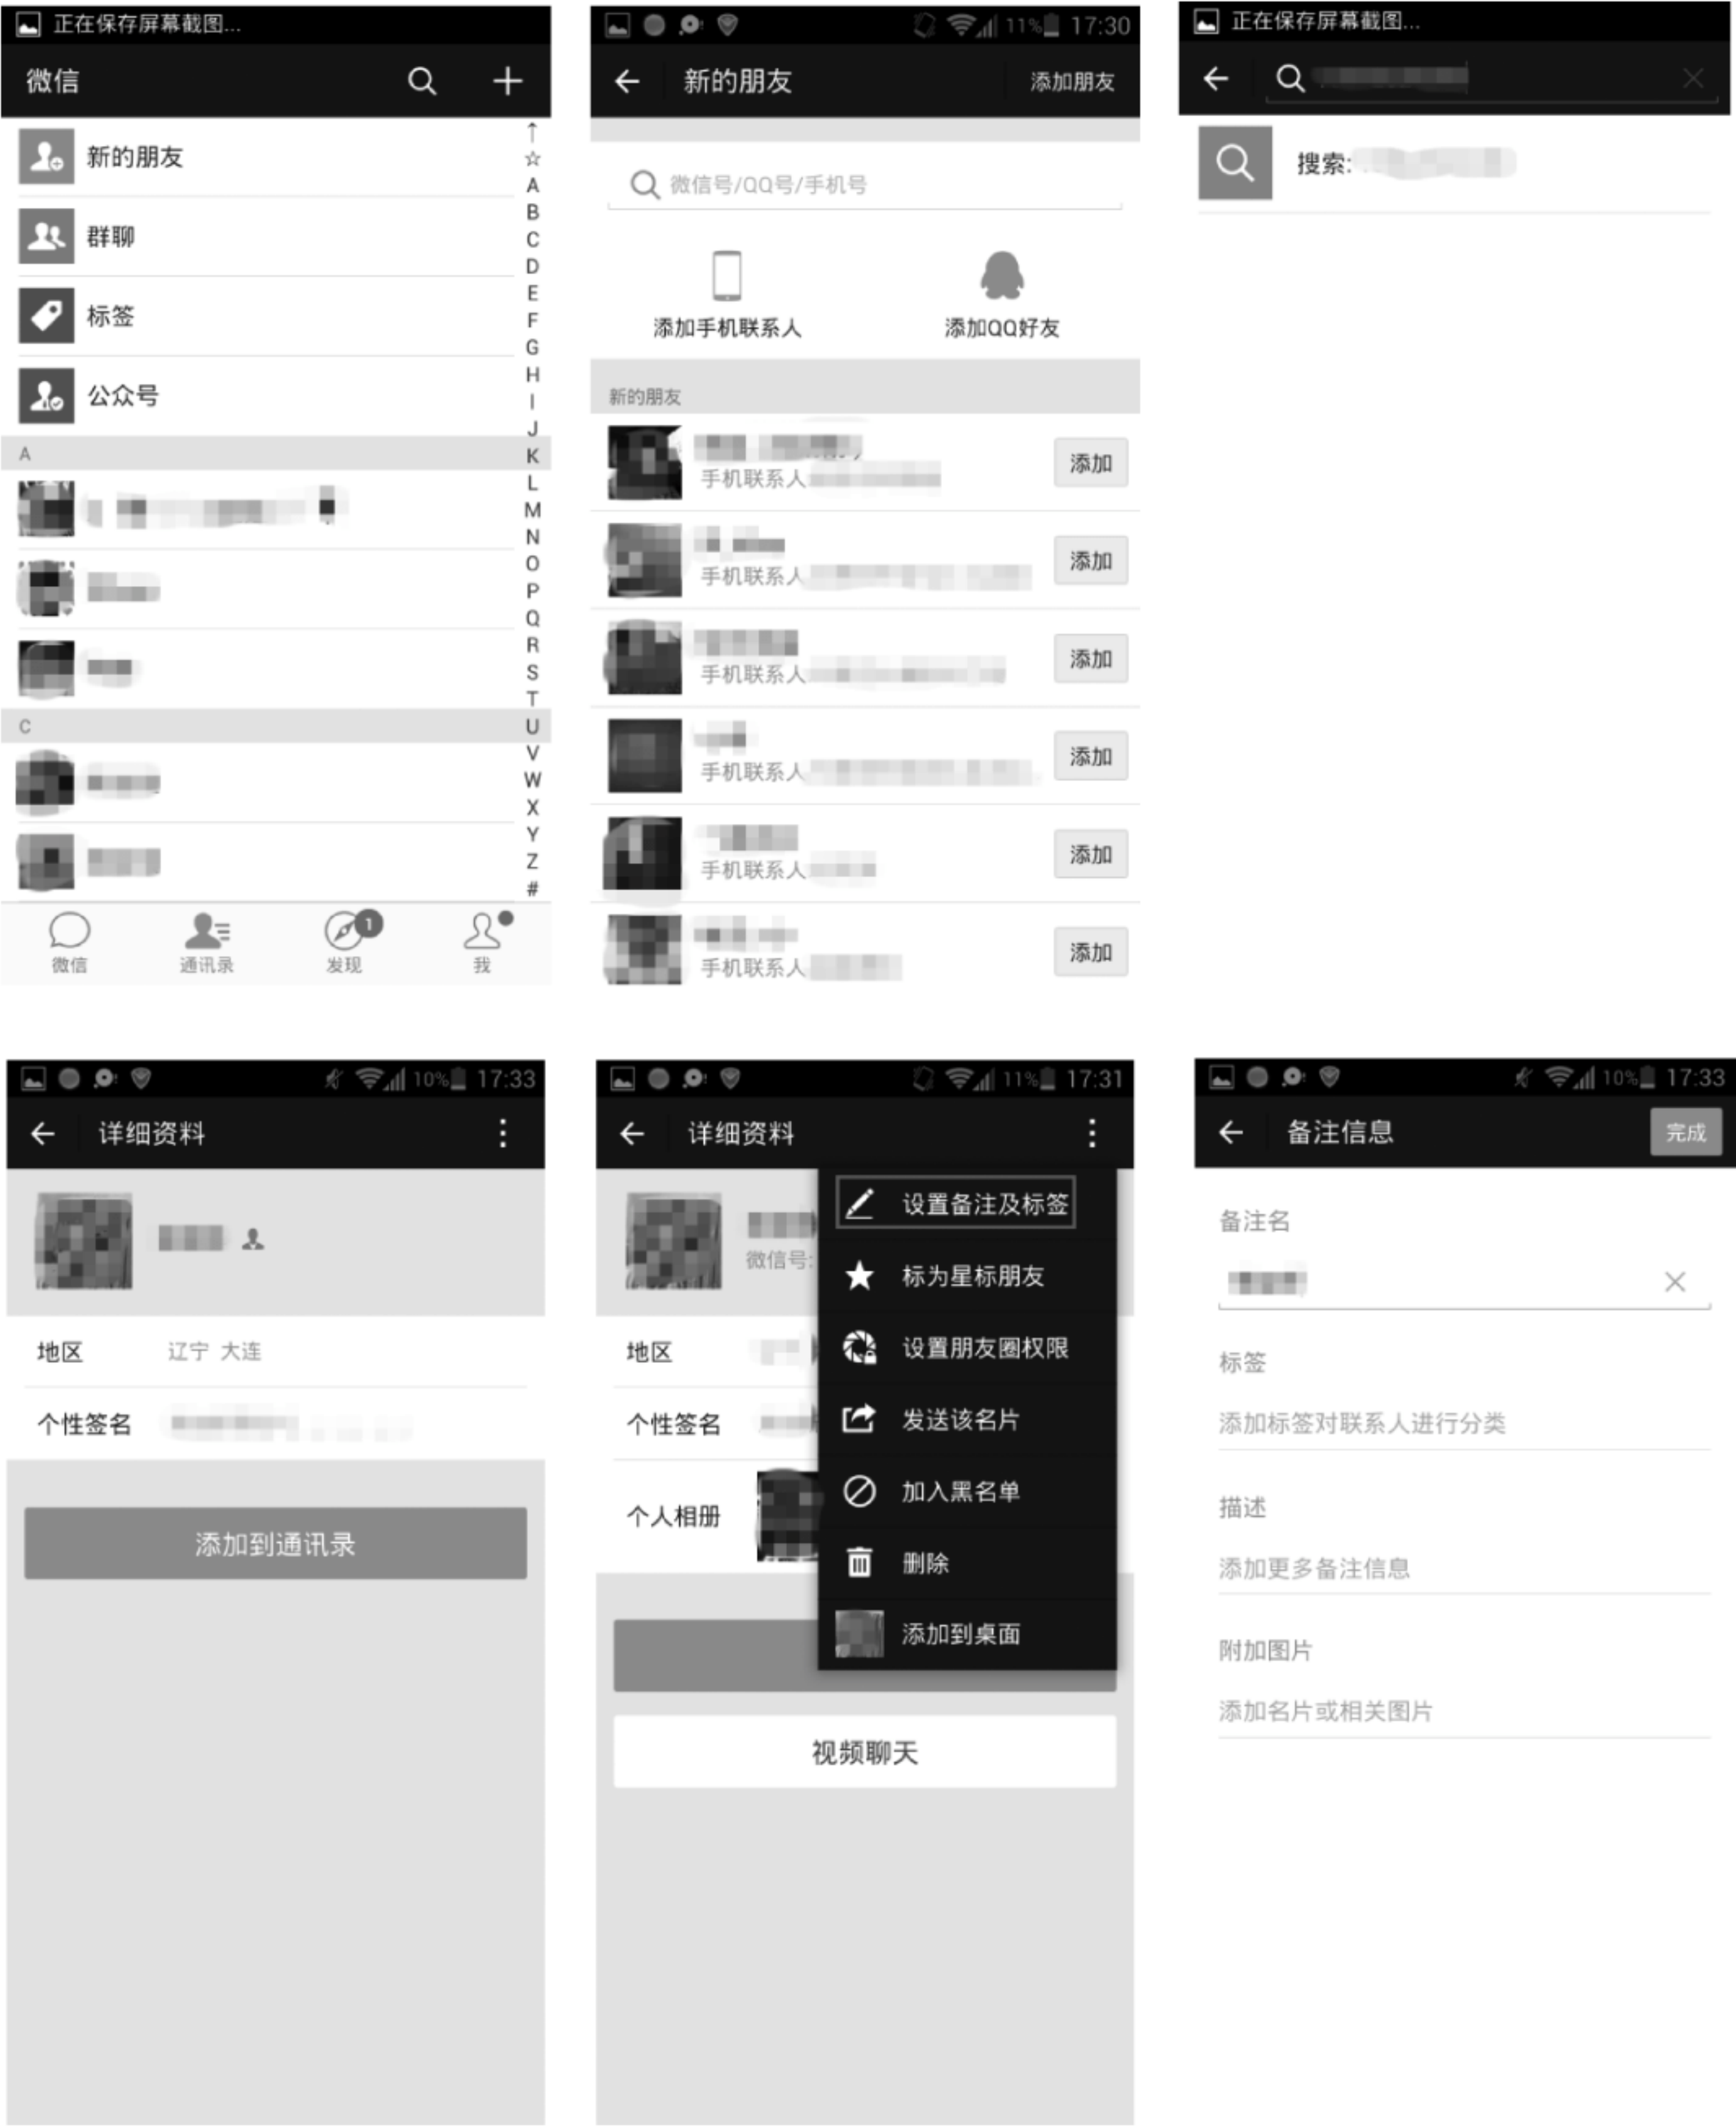 正在保存屏幕截图...
微信
新的朋友
群聊
标签
公众号
A
C
↑
☆
A
B
C
D
E
F
G
H
I
J
K
L
M
N
O
P
Q
R
S
T
U
V
W
X
Y
Z
#
1
微信 通讯录 发现 我
11% 17:30
新的朋友 添加朋友
微信号/QQ号/手机号
添加手机联系人 添加QQ好友
新的朋友
手机联系人 添加
手机联系人 添加
手机联系人 添加
手机联系人 添加
手机联系人 添加
手机联系人 添加
正在保存屏幕截图...
搜索:
10% 17:33
详细资料
地区 辽宁 大连
个性签名
添加到通讯录
11% 17:31
详细资料
微信号:
地区
个性签名
个人相册
设置备注及标签
标为星标朋友
设置朋友圈权限
发送该名片
加入黑名单
删除
添加到桌面
视频聊天
10% 17:33
备注信息 完成
备注名
标签
添加标签对联系人进行分类
描述
添加更多备注信息
附加图片
添加名片或相关图片